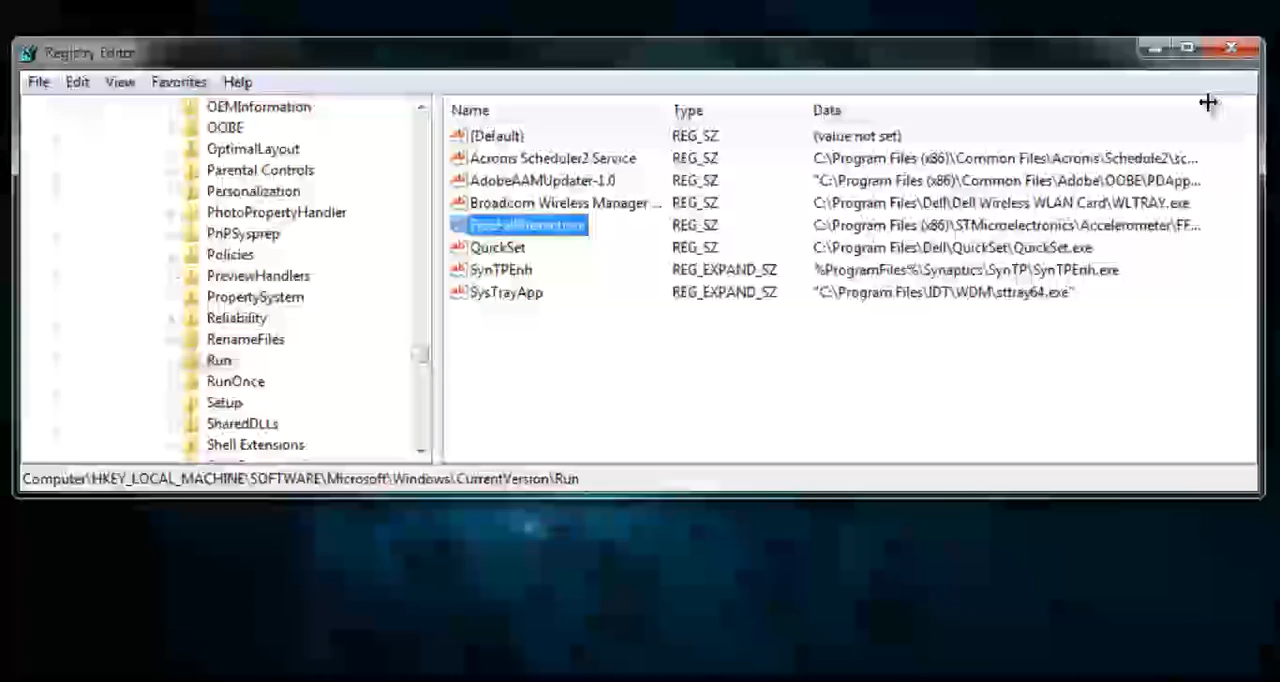 Registry Editor
File Edit View Favorites Help
OEMInformation
OOBE
OptimalLayout
Parental Controls
Personalization
PhotoPropertyHandler
PnPSysprep
Policies
PreviewHandlers
PropertySystem
Reliability
RenameFiles
Run
RunOnce
Setup
SharedDLLs
Shell Extensions
Name Type Data
(Default) REG_SZ (value not set)
Acronis Scheduler2 Service REG_SZ C:\Program Files (x86)\Common Files\Acronis\Schedule2\sc...
AdobeAAMUpdater-1.0 REG_SZ "C:\Program Files (x86)\Common Files\Adobe\OOBE\PDApp...
Broadcom Wireless Manager ... REG_SZ C:\Program Files\Dell\Dell Wireless WLAN Card\WLTRAY.exe
REG_SZ C:\Program Files (x86)\STMicroelectronics\Accelerometer\FF...
QuickSet REG_SZ C:\Program Files\Dell\QuickSet\QuickSet.exe
SynTPEnh REG_EXPAND_SZ %ProgramFiles%\Synaptics\SynTP\SynTPEnh.exe
SysTrayApp REG_EXPAND_SZ "C:\Program Files\IDT\WDM\sttray64.exe"
Computer\HKEY_LOCAL_MACHINE\SOFTWARE\Microsoft\Windows\CurrentVersion\Run